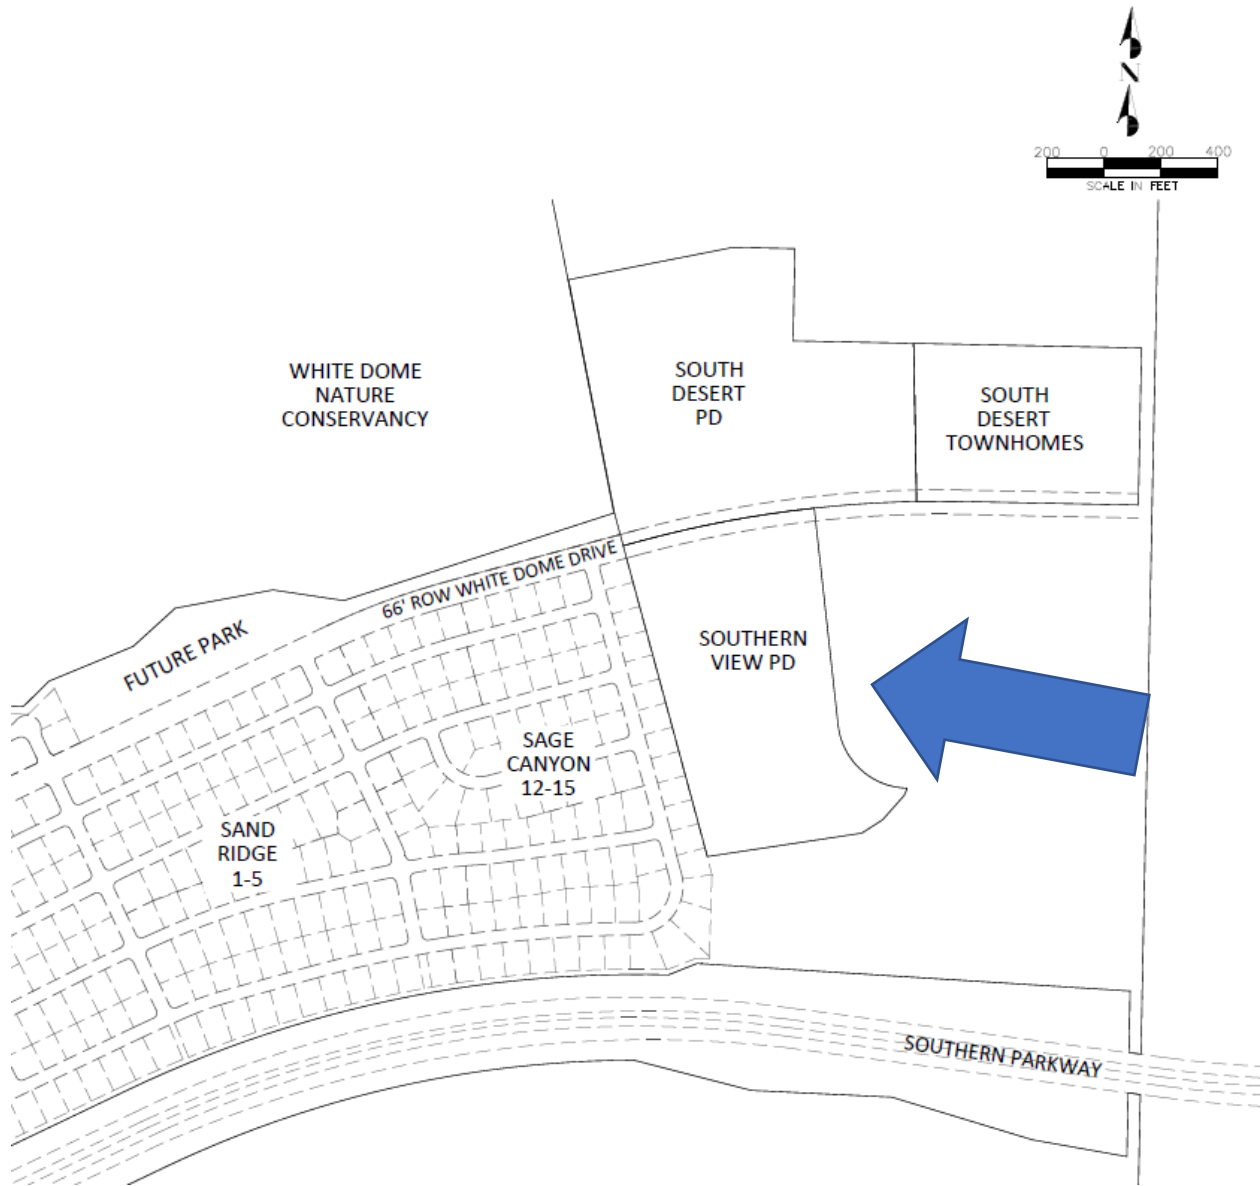 N
200 0 200 400
SCALE IN FEET
WHITE DOME
NATURE
CONSERVANCY
SOUTH
DESERT
PD
SOUTH
DESERT
TOWNHOMES
66' ROW WHITE DOME DRIVE
FUTURE PARK
SOUTHERN
VIEW PD
SAGE
CANYON
12-15
SAND
RIDGE
1-5
SOUTHERN PARKWAY